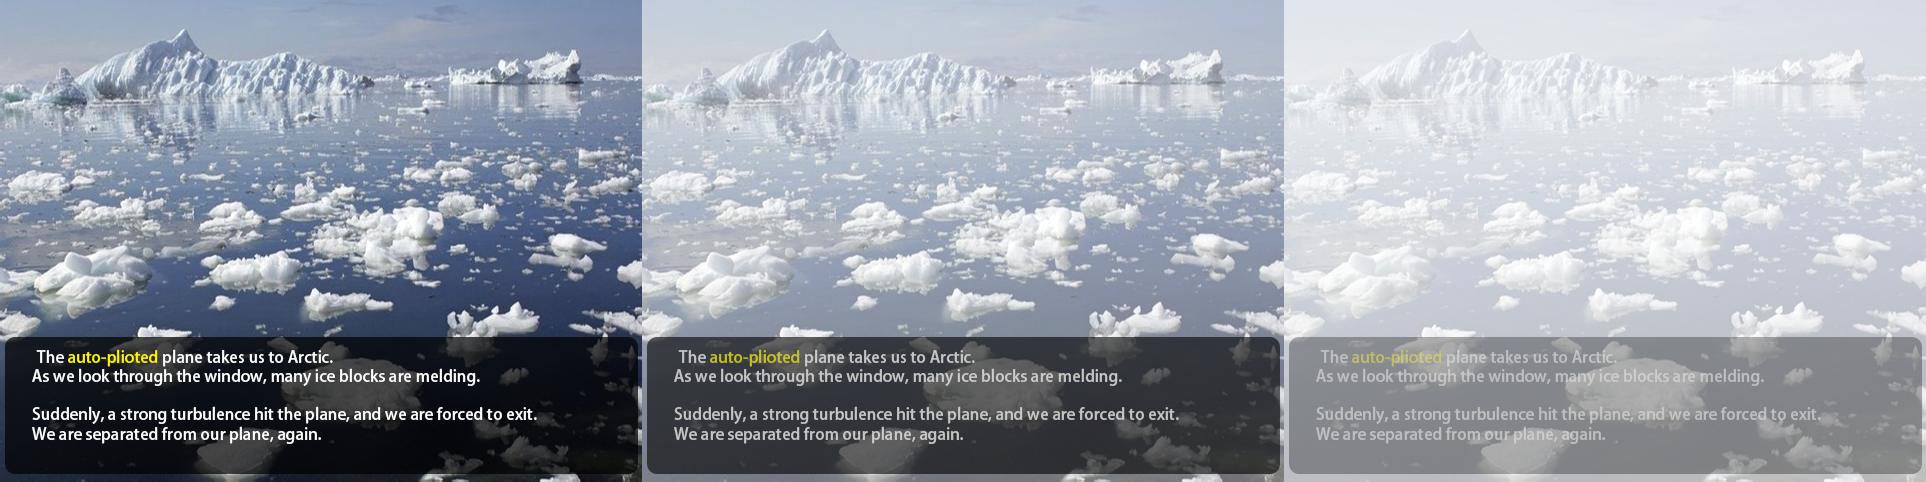 The auto-plioted plane takes us to Arctic.
As we look through the window, many ice blocks are melding.
Suddenly, a strong turbulence hit the plane, and we are forced to exit.
We are separated from our plane, again.
The auto-plioted plane takes us to Arctic.
As we look through the window, many ice blocks are melding.
Suddenly, a strong turbulence hit the plane, and we are forced to exit.
We are separated from our plane, again.
The auto-plioted plane takes us to Arctic.
As we look through the window, many ice blocks are melding.
Suddenly, a strong turbulence hit the plane, and we are forced to exit.
We are separated from our plane, again.